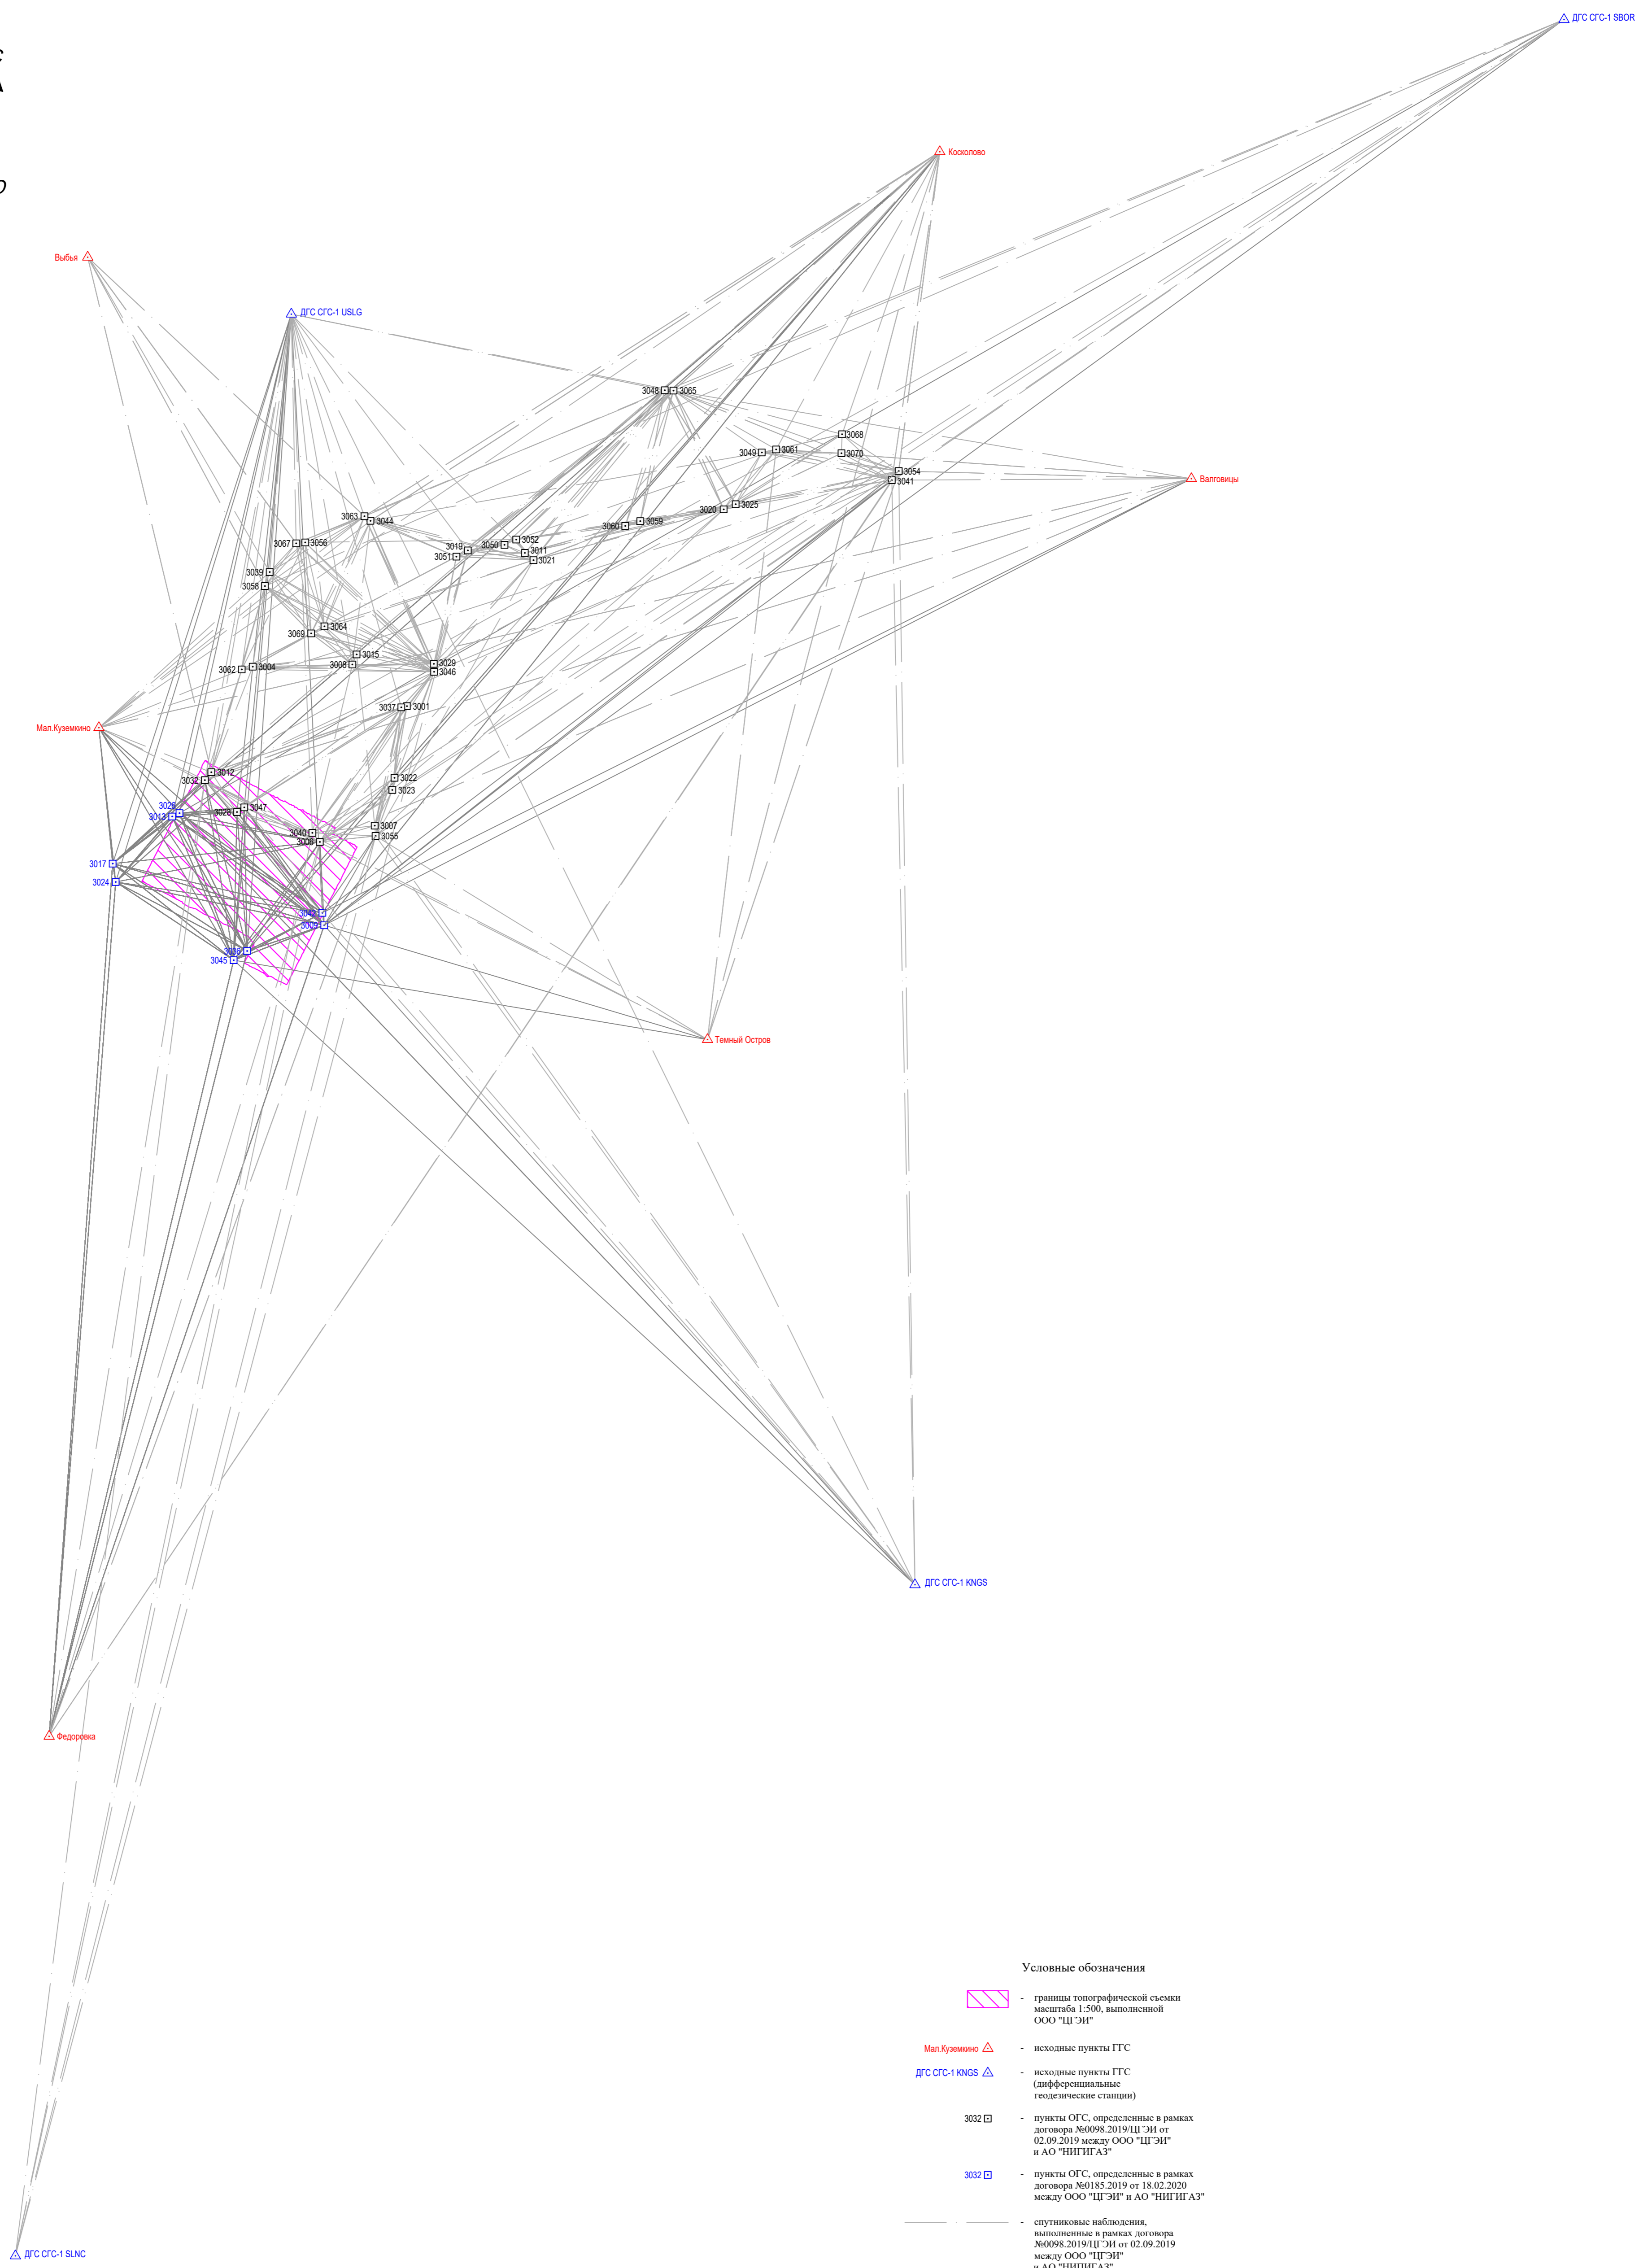 ДГС СГС-1 SBOR
Косколово
Выбья
ДГС СГС-1 USLG
3048
3065
3068
3049
3061
3070
3054
3041
Валговицы
3025
3020
3063
3044
3060
3059
3067
3056
3052
3050
3019
3011
3051
3021
3039
3058
3064
3069
3015
3008
3029
3004
3062
3046
3037
3001
Мал.Куземкино
3012
3032
3022
3023
3047
3013
3007
3040
3055
3017
3024
3045
Темный Остров
ДГС СГС-1 KNGS
Федоровка
ДГС СГС-1 SLNC
Условные обозначения
- границы топографической съемки
масштаба 1:500, выполненной
ООО "ЦГЭИ"
Мал.Куземкино - исходные пункты ГГС
ДГС СГС-1 KNGS - исходные пункты ГГС
(дифференциальные
геодезические станции)
3032 - пункты ОГС, определенные в рамках
договора №0098.2019/ЦГЭИ от
02.09.2019 между ООО "ЦГЭИ"
и АО "НИГИГАЗ"
3032 - пункты ОГС, определенные в рамках
договора №0185.2019 от 18.02.2020
между ООО "ЦГЭИ" и АО "НИГИГАЗ"
- спутниковые наблюдения,
выполненные в рамках договора
№0098.2019/ЦГЭИ от 02.09.2019
между ООО "ЦГЭИ"
и АО "НИПИГАЗ"